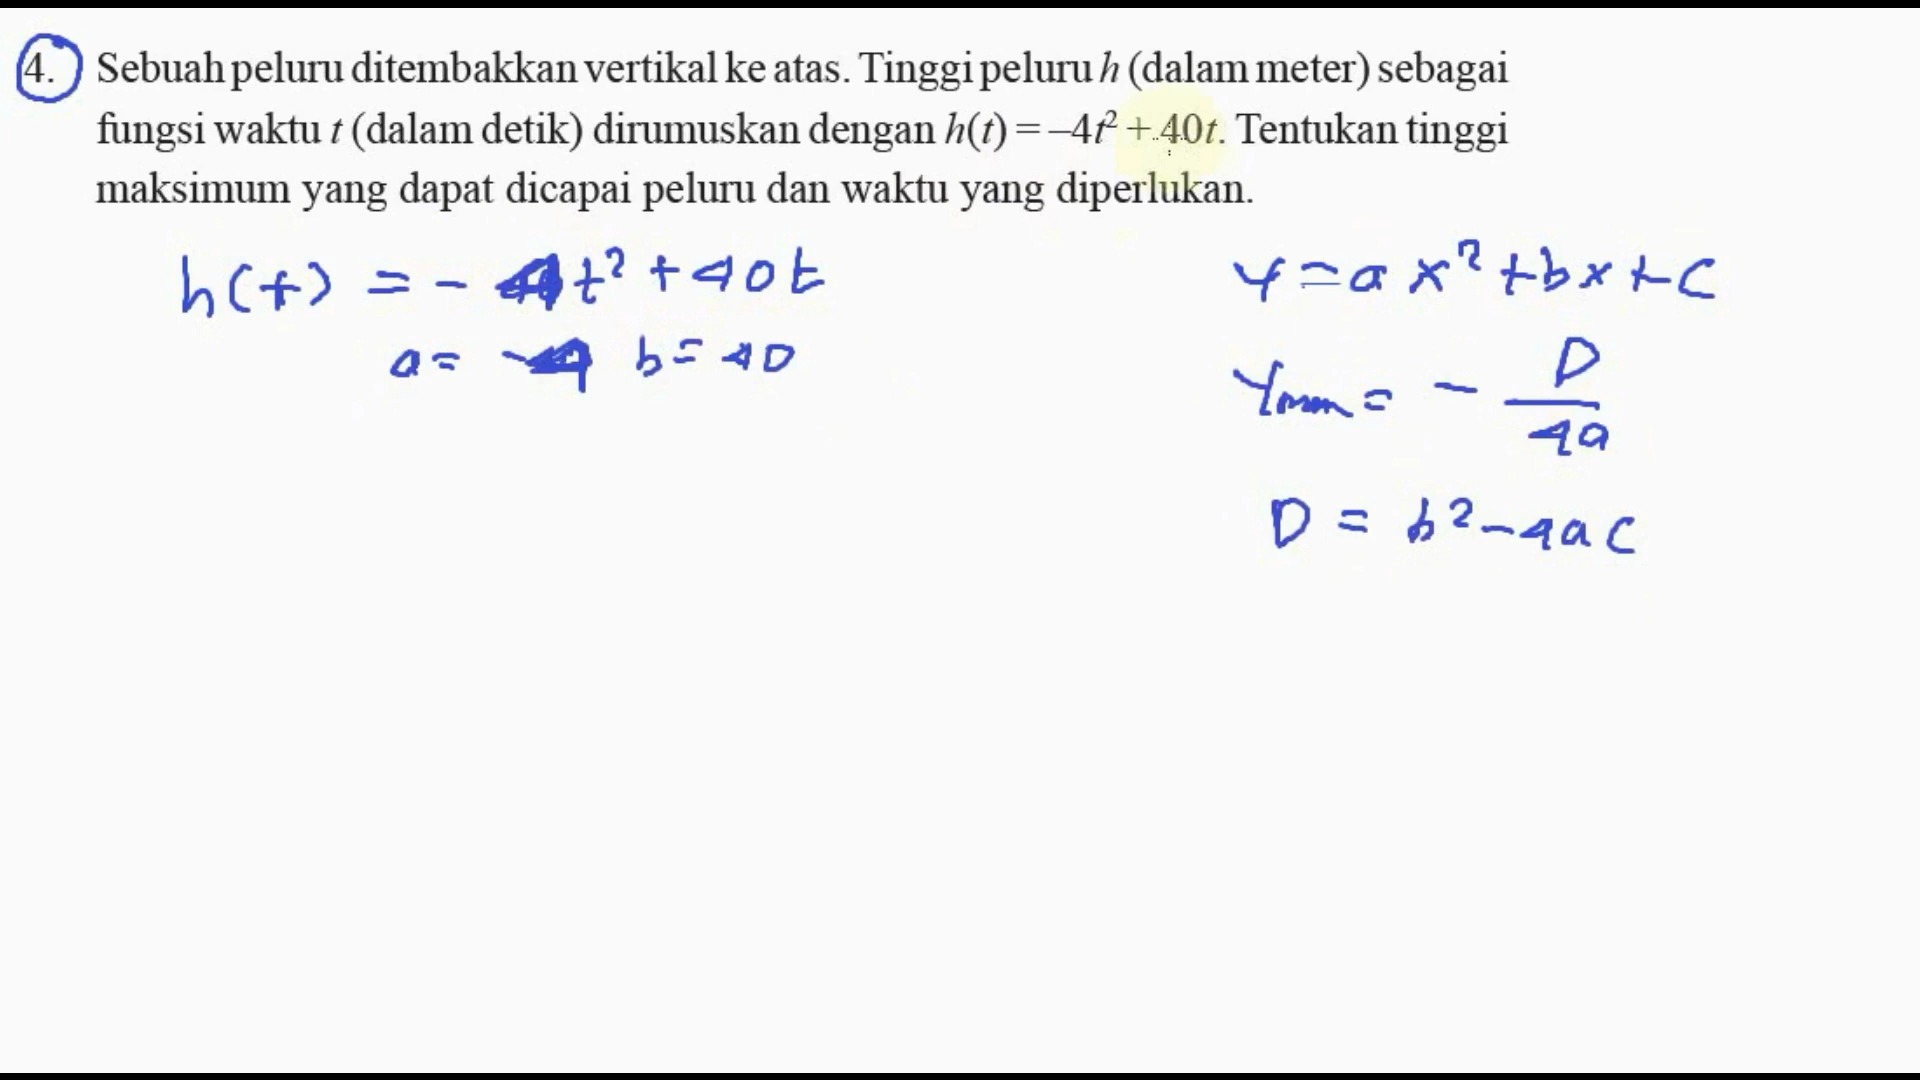 4. Sebuah peluru ditembakkan vertikal ke atas. Tinggi peluru h (dalam meter) sebagai
fungsi waktu t (dalam detik) dirumuskan dengan h(t) = –4t² + 40t. Tentukan tinggi
maksimum yang dapat dicapai peluru dan waktu yang diperlukan.
h(t) = - 4t² + 40t
a = -4 b = 40
y = ax² + bx + c
= - D/4a
D = b² - 4ac